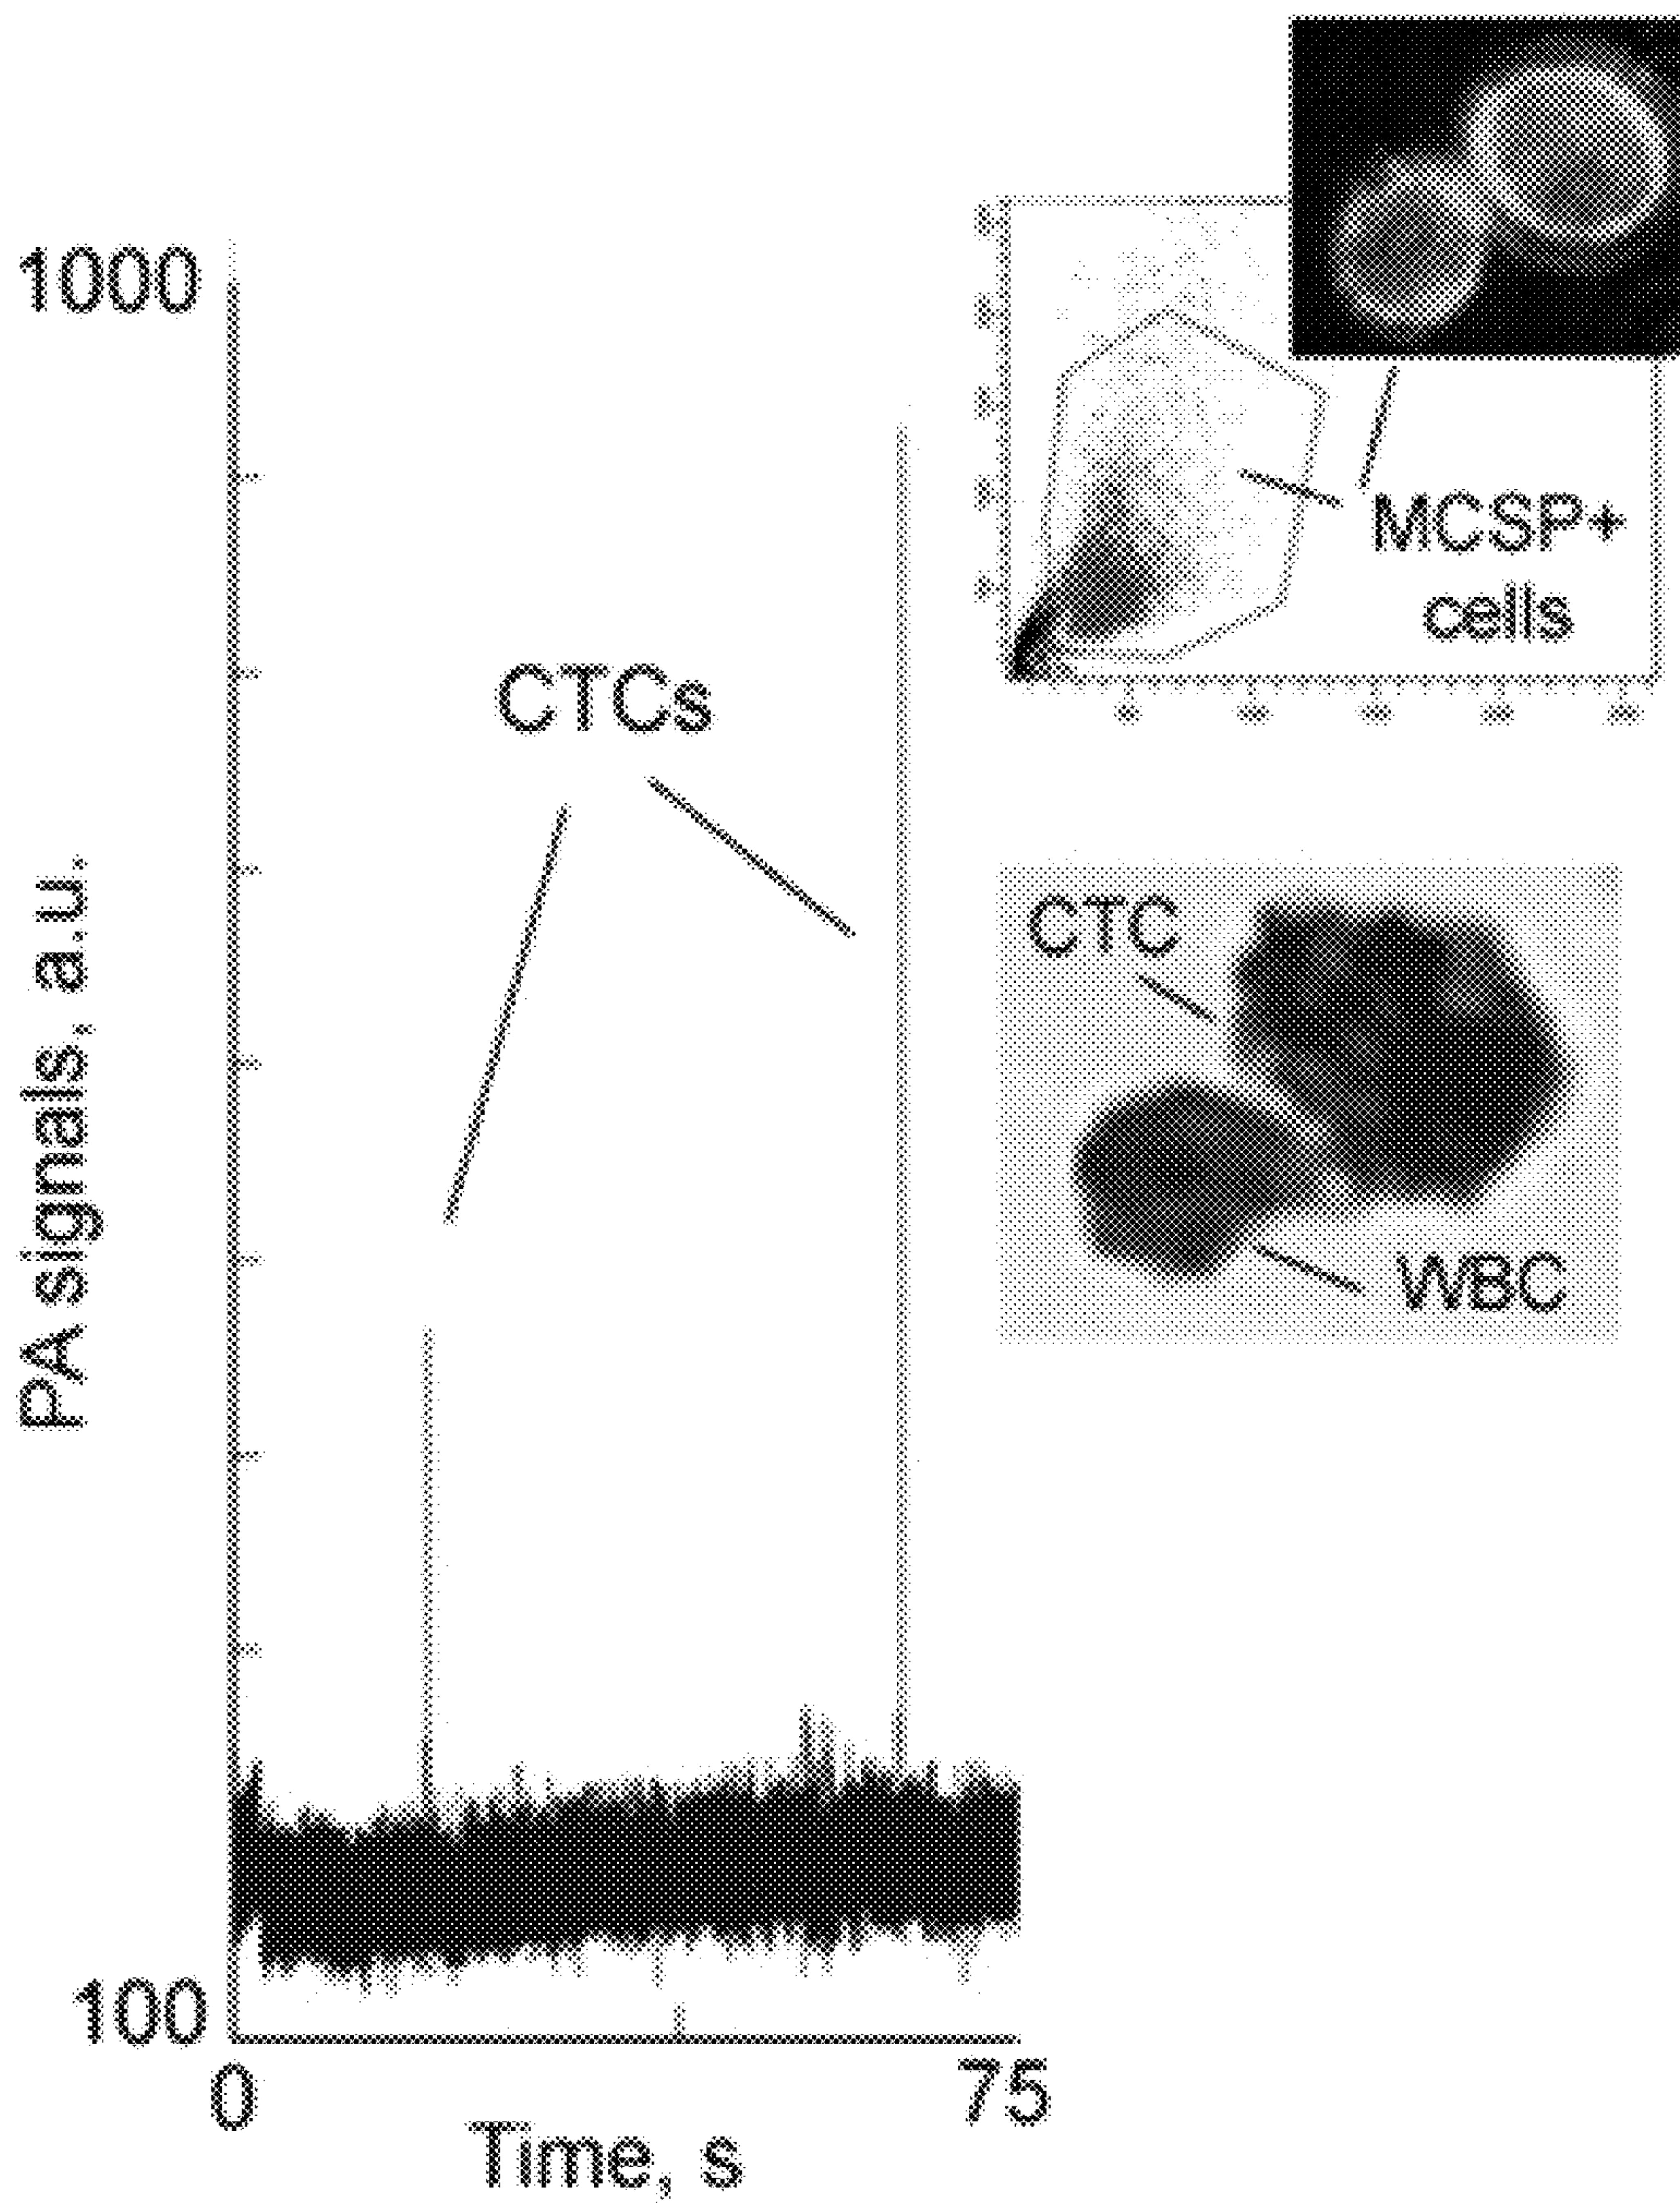 1000
MCSP+
cells
CTCs
PA signals, a.u.
CTC
WBC
100
0
75
Time, s